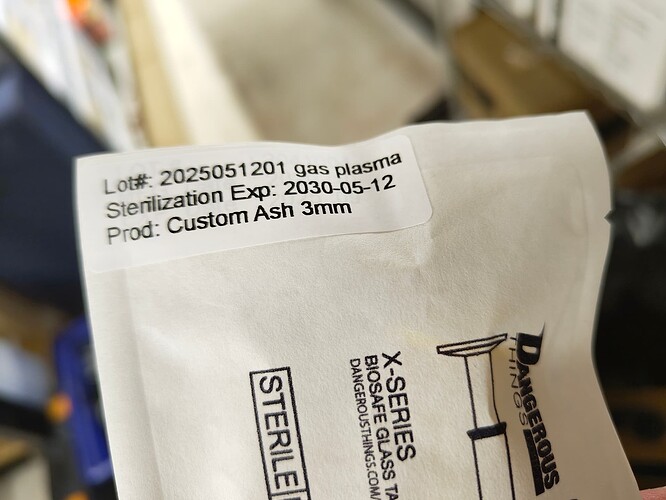 Lot#: 2025051201 gas plasma
Sterilization Exp: 2030-05-12
Prod: Custom Ash 3mm
DANGEROUS
THINGS
X-SERIES
BIOSAFE GLASS
DANGEROUSTHINGS.COM/
STERILE